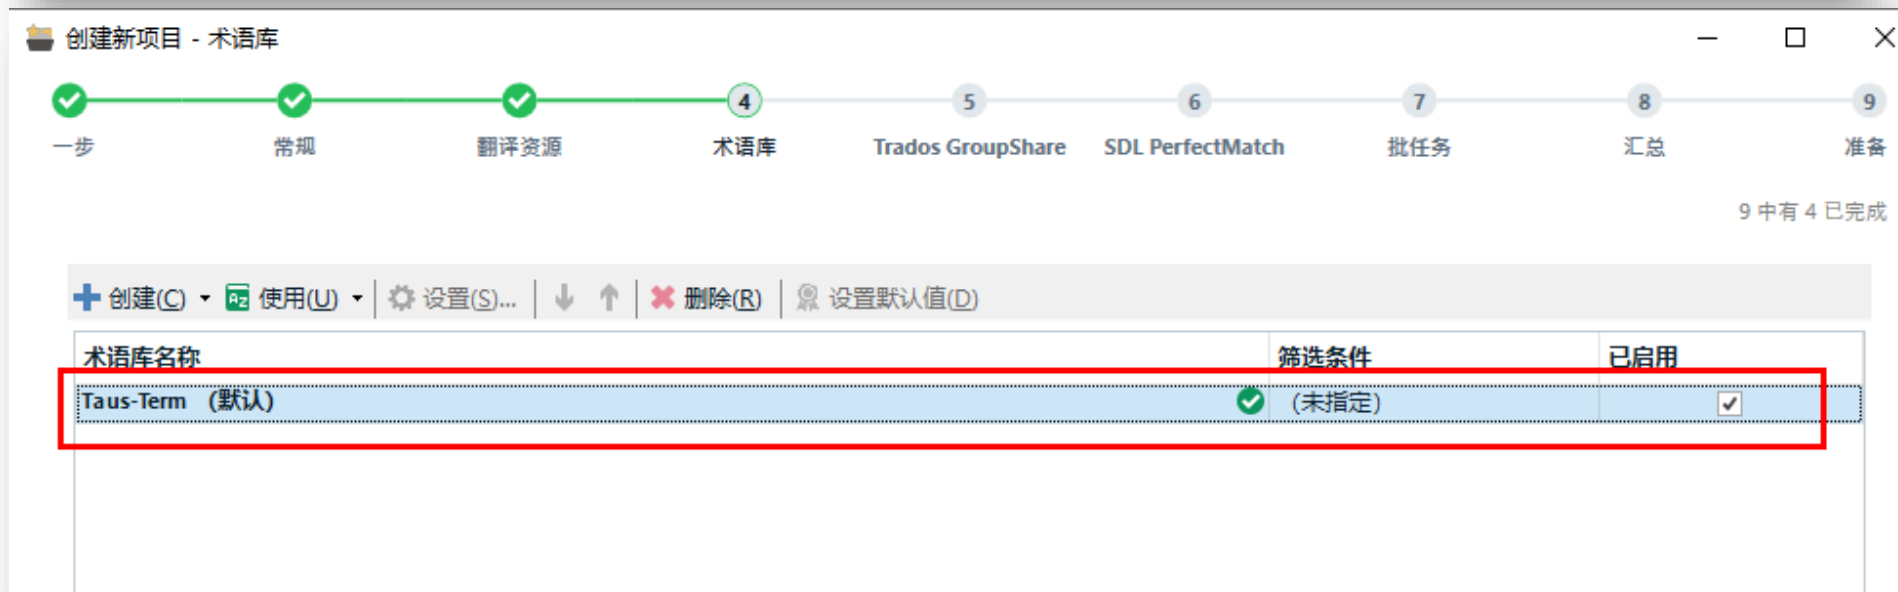 创建新项目 - 术语库
4 5 6 7 8 9
一步 常规 翻译资源 术语库 Trados GroupShare SDL PerfectMatch 批任务 汇总 准备
9 中有 4 已完成
创建(C) 使用(U) 设置(S)... 删除(R) 设置默认值(D)
术语库名称 筛选条件 已启用
Taus-Term (默认) (未指定)